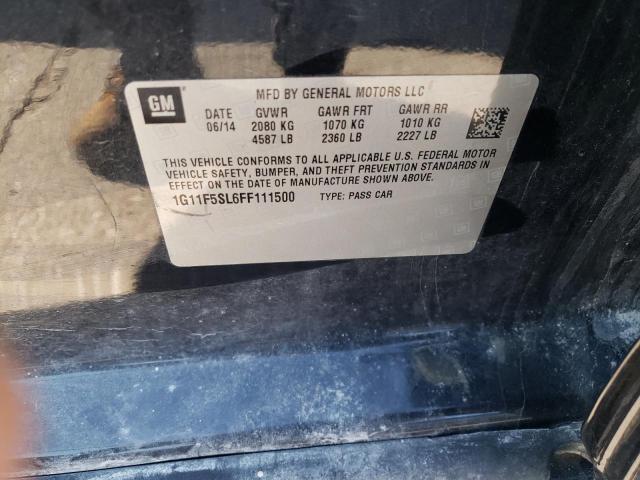 GM
MFD BY GENERAL MOTORS LLC
DATE GVWR GAWR FRT GAWR RR
06/14 2080 KG 1070 KG 1010 KG
4587 LB 2360 LB 2227 LB
THIS VEHICLE CONFORMS TO ALL APPLICABLE U.S. FEDERAL MOTOR
VEHICLE SAFETY, BUMPER, AND THEFT PREVENTION STANDARDS IN
EFFECT ON THE DATE OF MANUFACTURE SHOWN ABOVE.
1G11F5SL6FF111500 TYPE: PASS CAR